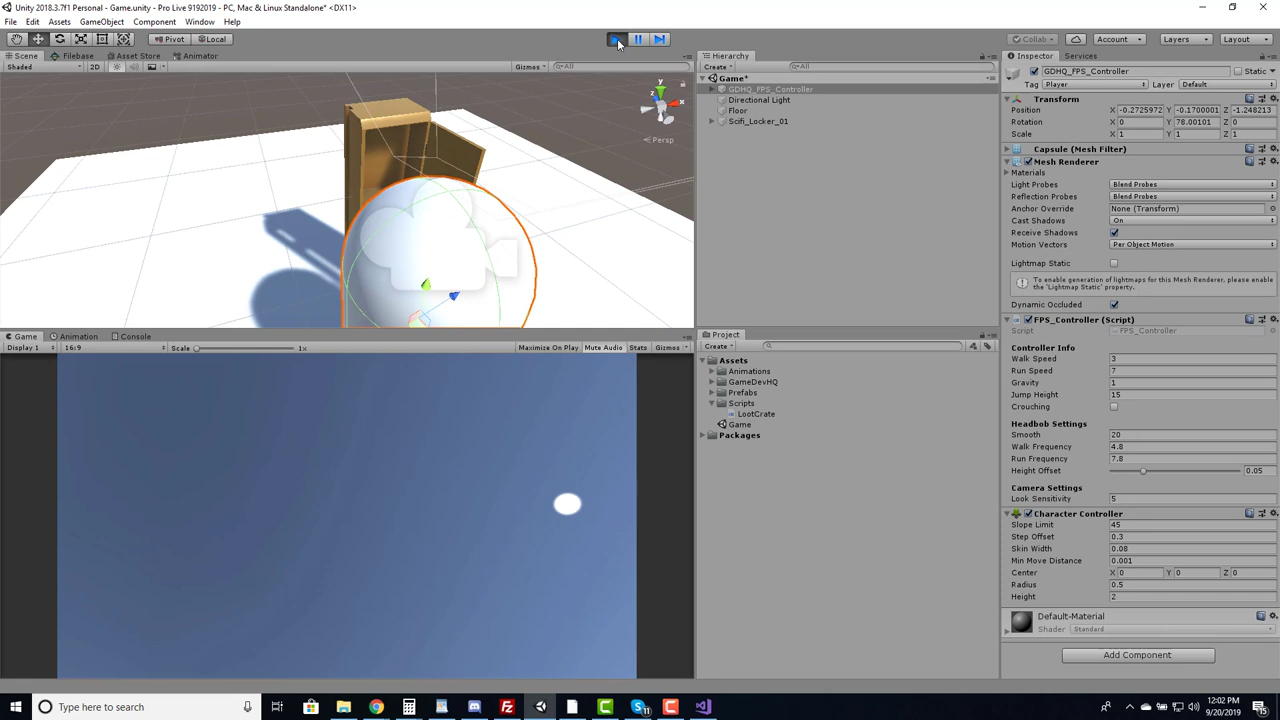 Unity 2018.3.7f1 Personal - Game.unity - Pro Live 9192019 - PC, Mac & Linux Standalone* <DX11>
File Edit Assets GameObject Component Window Help
Pivot Local Collab Account Layers Layout
Scene Filebase Asset Store Animator
Shaded 2D Gizmos All
y
x
z
Persp
Hierarchy
Create All
Game*
GDHQ_FPS_Controller
Directional Light
Floor
Scifi_Locker_01
Game Animation Console
Display 1 16:9 Scale 1x Maximize On Play Mute Audio Stats Gizmos
Project
Create
Assets
Animations
GameDevHQ
Prefabs
Scripts
LootCrate
Game
Packages
Inspector Services
GDHQ_FPS_Controller Static
Tag Player Layer Default
Transform
Position X -0.2725972 Y -0.1700001 Z -1.248213
Rotation X 0 Y 78.00101 Z 0
Scale X 1 Y 1 Z 1
Capsule (Mesh Filter)
Mesh Renderer
Materials
Light Probes Blend Probes
Reflection Probes Blend Probes
Anchor Override None (Transform)
Cast Shadows On
Receive Shadows
Motion Vectors Per Object Motion
Lightmap Static
To enable generation of lightmaps for this Mesh Renderer, please enable
the 'Lightmap Static' property.
Dynamic Occluded
FPS_Controller (Script)
Script FPS_Controller
Controller Info
Walk Speed 3
Run Speed 7
Gravity 1
Jump Height 15
Crouching
Headbob Settings
Smooth 20
Walk Frequency 4.8
Run Frequency 7.8
Height Offset 0.05
Camera Settings
Look Sensitivity 5
Character Controller
Slope Limit 45
Step Offset 0.3
Skin Width 0.08
Min Move Distance 0.001
Center X 0 Y 0 Z 0
Radius 0.5
Height 2
Default-Material
Shader Standard
Add Component
Type here to search
12:02 PM
9/20/2019